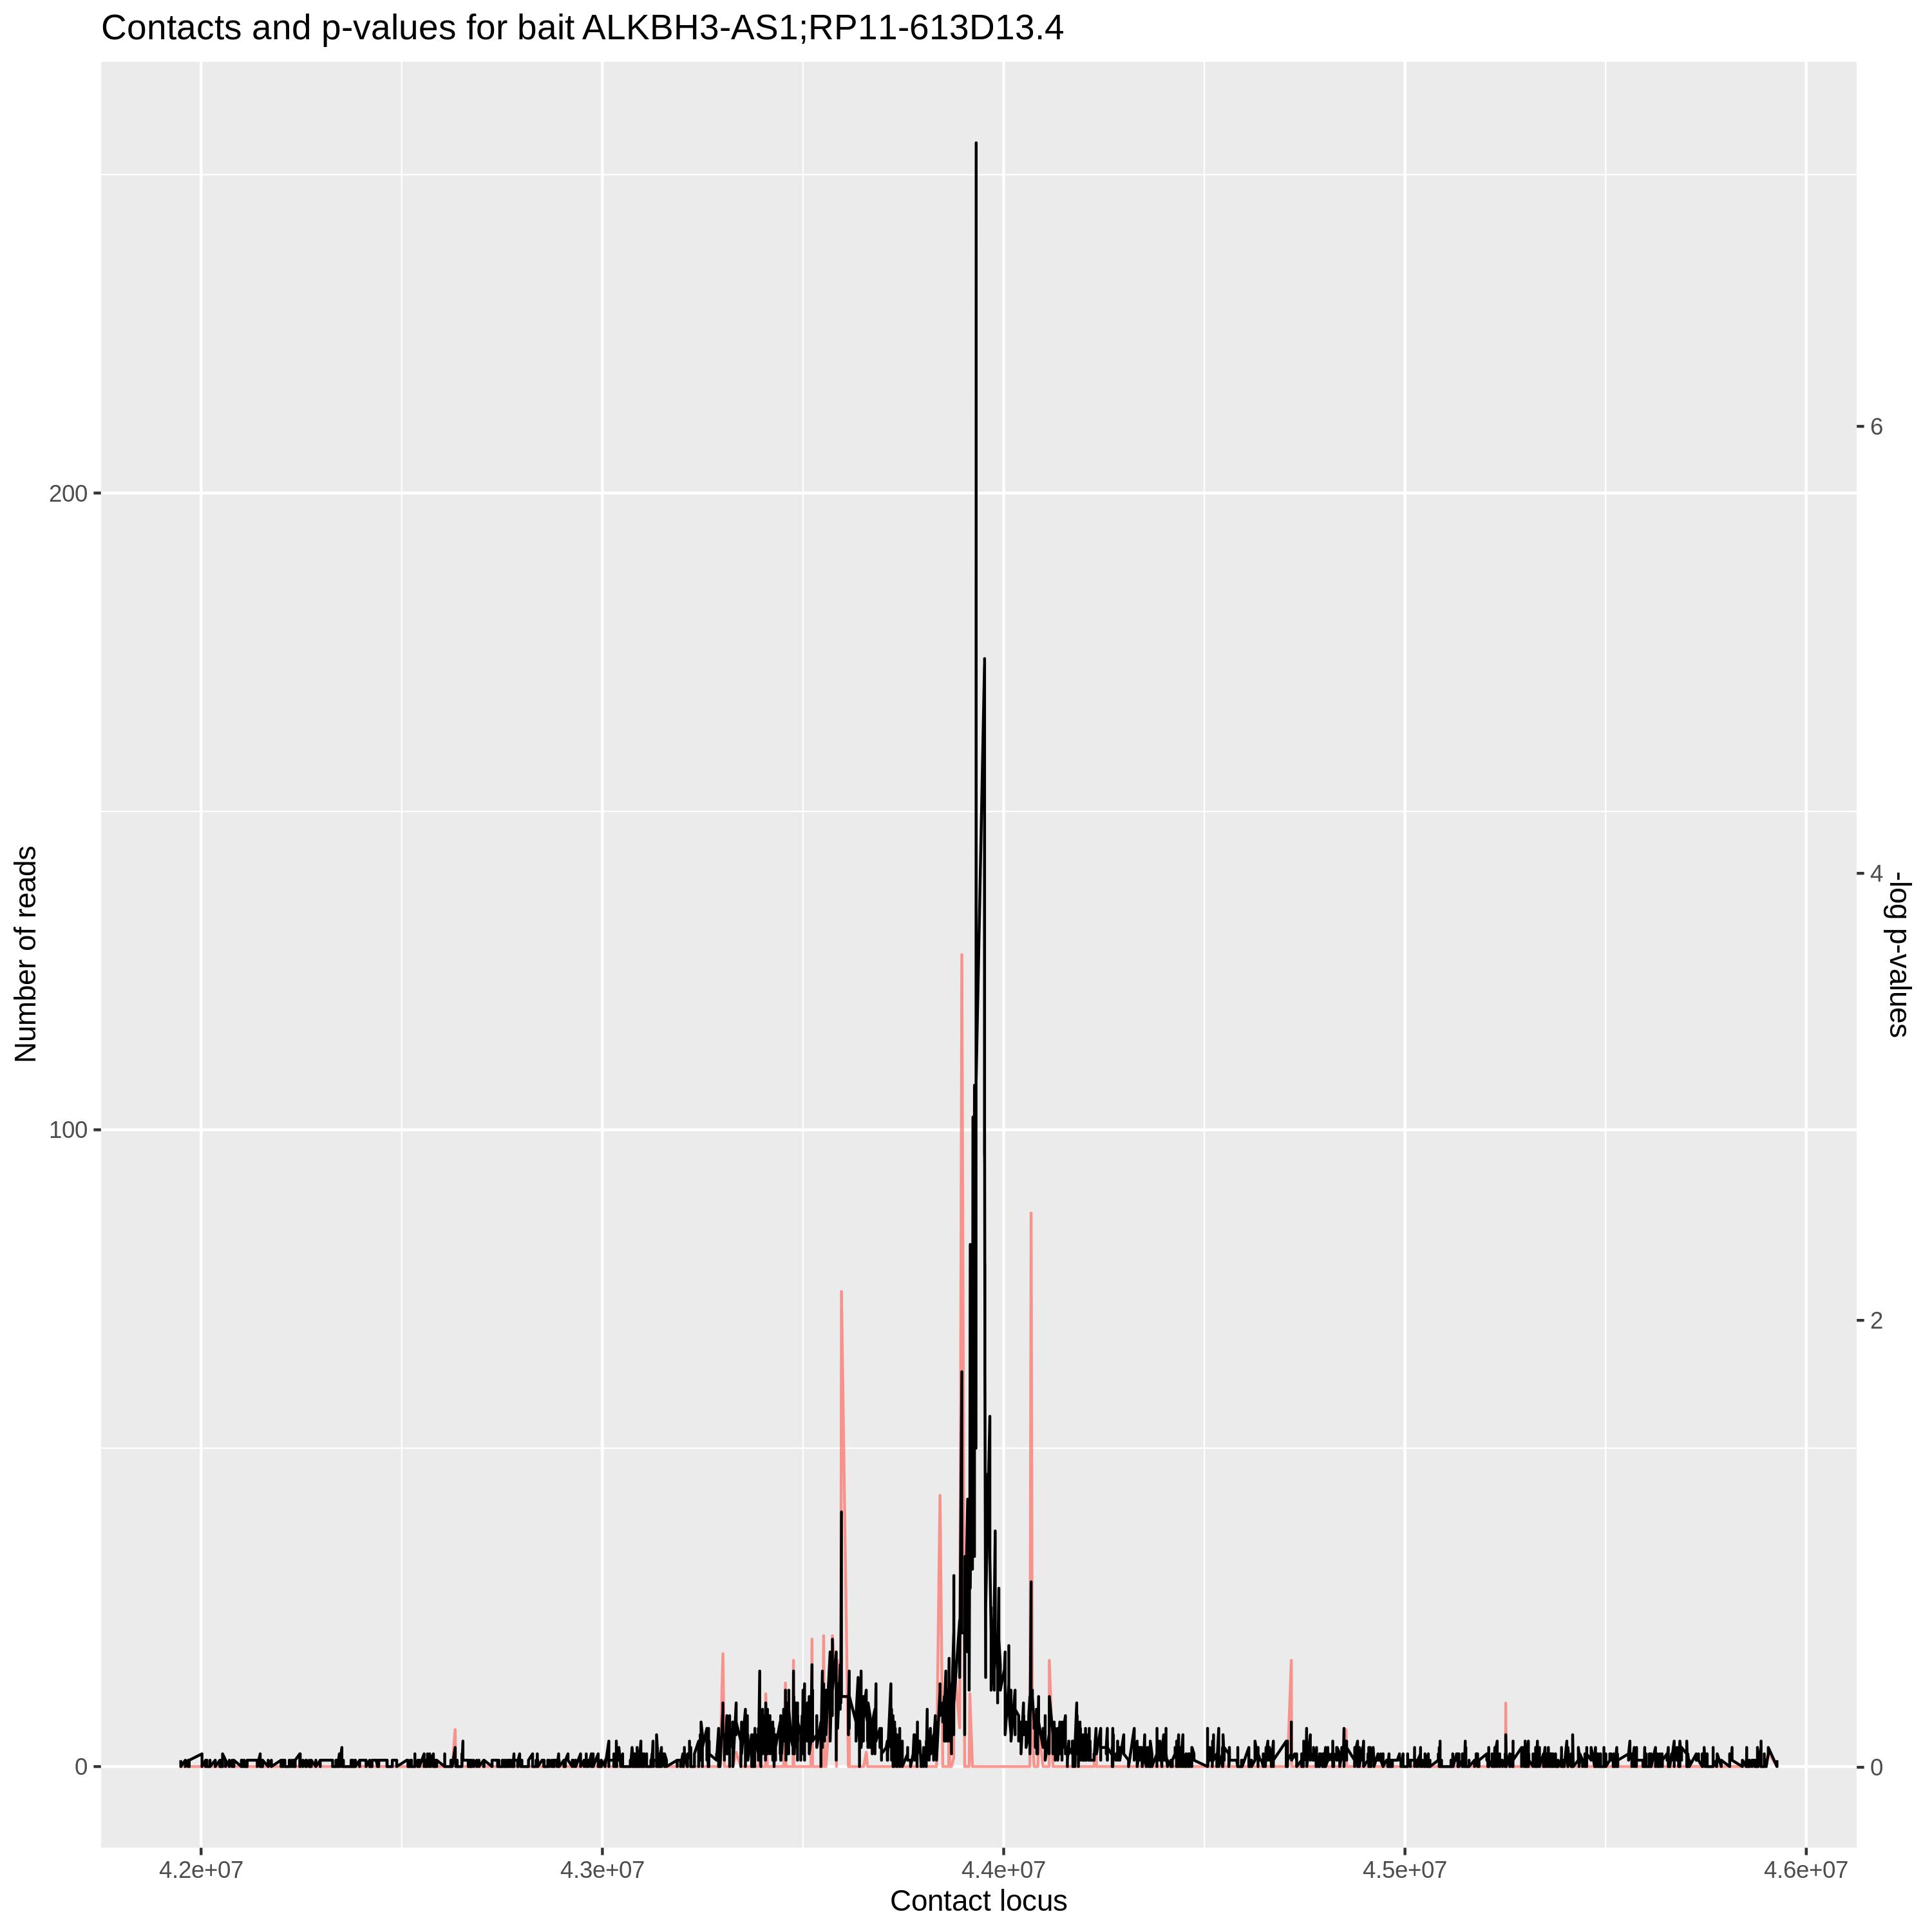 Contacts and p-values for bait ALKBH3-AS1;RP11-613D13.4
Number of reads
200
100
0
6
4
2
0
-log p-values
4.2e+07
4.3e+07
4.4e+07
4.5e+07
4.6e+07
Contact locus